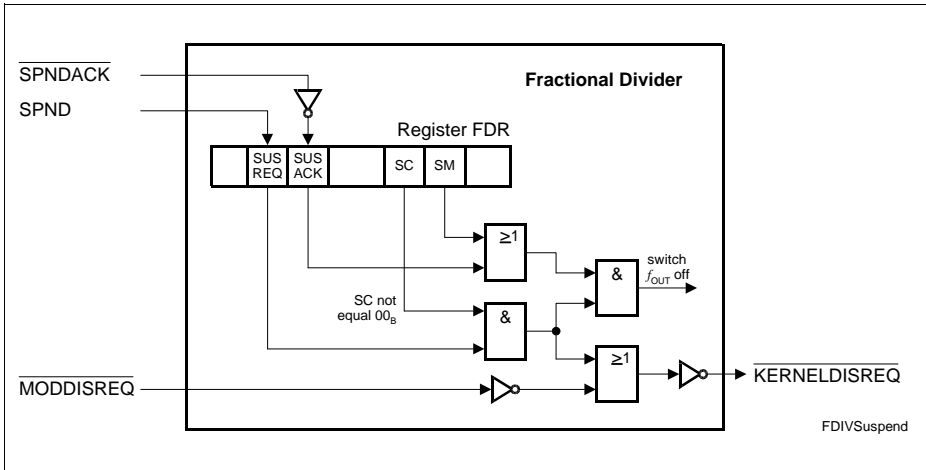 SPNDACK
SPND
Fractional Divider
Register FDR
SUS REQ
SUS ACK
SC
SM
≥1
&
switch
fOUT off
SC not
equal 00B
&
≥1
MODDISREQ
KERNELDISREQ
FDIVSuspend